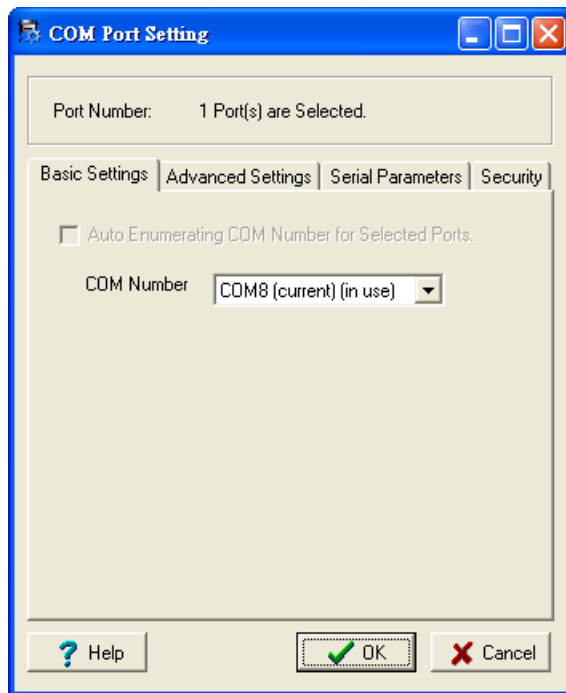 COM Port Setting
Port Number: 1 Port(s) are Selected.
Basic Settings Advanced Settings Serial Parameters Security
Auto Enumerating COM Number for Selected Ports.
COM Number COM8 (current) (in use)
? Help OK Cancel